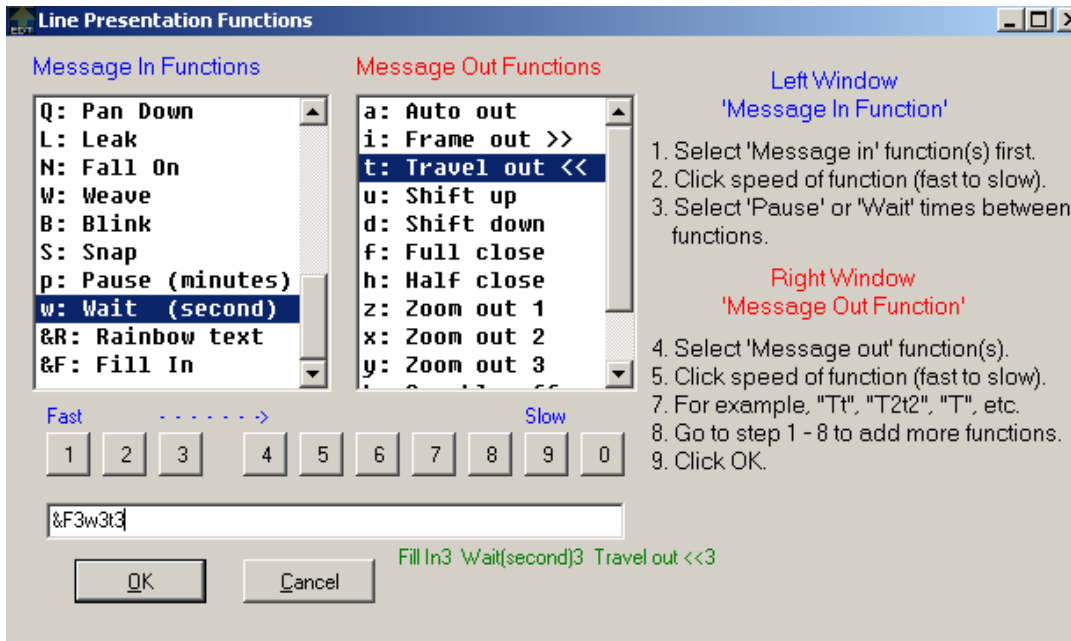 EDT Line Presentation Functions
Message In Functions
Q: Pan Down
L: Leak
N: Fall On
W: Weave
B: Blink
S: Snap
p: Pause (minutes)
w: Wait (second)
&R: Rainbow text
&F: Fill In
Message Out Functions
a: Auto out
i: Frame out >>
t: Travel out <<
u: Shift up
d: Shift down
f: Full close
h: Half close
z: Zoom out 1
x: Zoom out 2
y: Zoom out 3
Left Window
'Message In Function'
1. Select 'Message in' function(s) first.
2. Click speed of function (fast to slow).
3. Select 'Pause' or 'Wait' times between
functions.
Right Window
'Message Out Function'
4. Select 'Message out' function(s).
5. Click speed of function (fast to slow).
7. For example, "Tt", "T2t2", "T", etc.
8. Go to step 1 - 8 to add more functions.
9. Click OK.
Fast - - - - - - -> Slow
1 2 3 4 5 6 7 8 9 0
&F3w3t3
Fill In3 Wait(second)3 Travel out <<3
OK Cancel